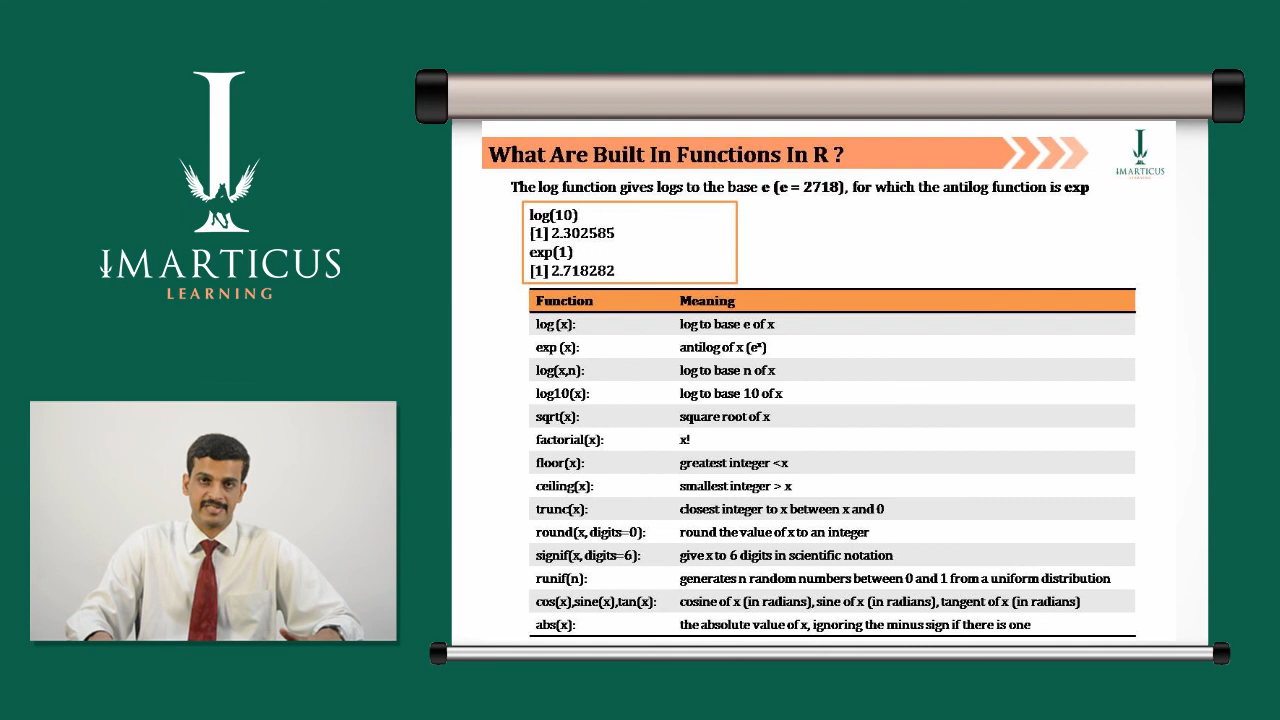 IMARTICUS
LEARNING
What Are Built In Functions In R ?
IMARTICUS
LEARNING
The log function gives logs to the base e (e = 2718), for which the antilog function is exp
log(10)
[1] 2.302585
exp(1)
[1] 2.718282
Function Meaning
log (x): log to base e of x
exp (x): antilog of x (eˣ)
log(x,n): log to base n of x
log10(x): log to base 10 of x
sqrt(x): square root of x
factorial(x): x!
floor(x): greatest integer <x
ceiling(x): smallest integer > x
trunc(x): closest integer to x between x and 0
round(x, digits=0): round the value of x to an integer
signif(x, digits=6): give x to 6 digits in scientific notation
runif(n): generates n random numbers between 0 and 1 from a uniform distribution
cos(x),sine(x),tan(x): cosine of x (in radians), sine of x (in radians), tangent of x (in radians)
abs(x): the absolute value of x, ignoring the minus sign if there is one